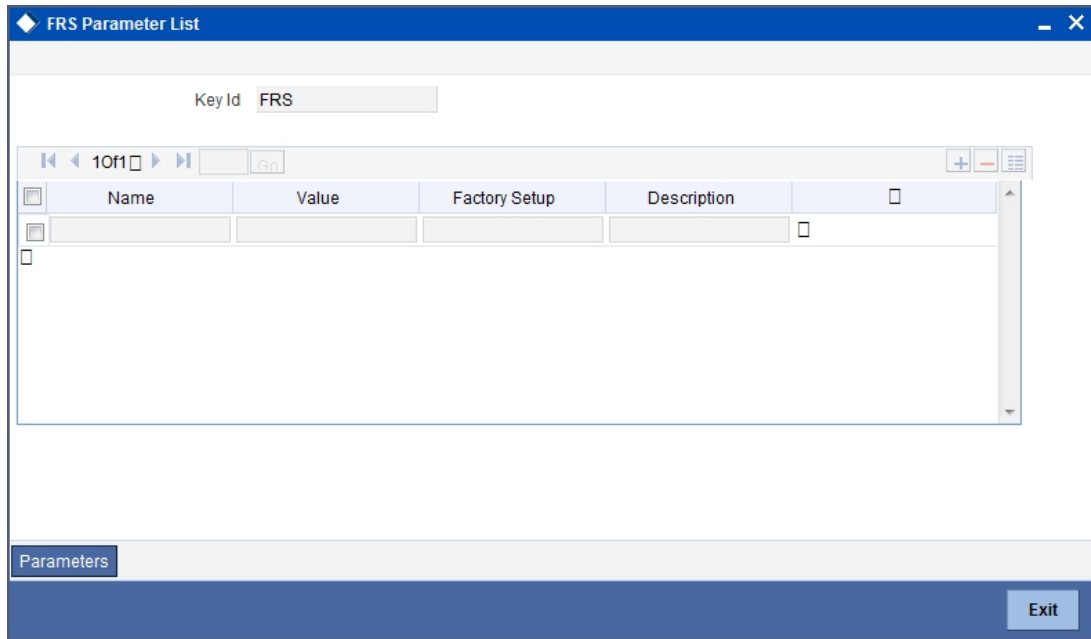 FRS Parameter List
Key Id FRS
1Of1 Go
Name Value Factory Setup Description
Parameters
Exit